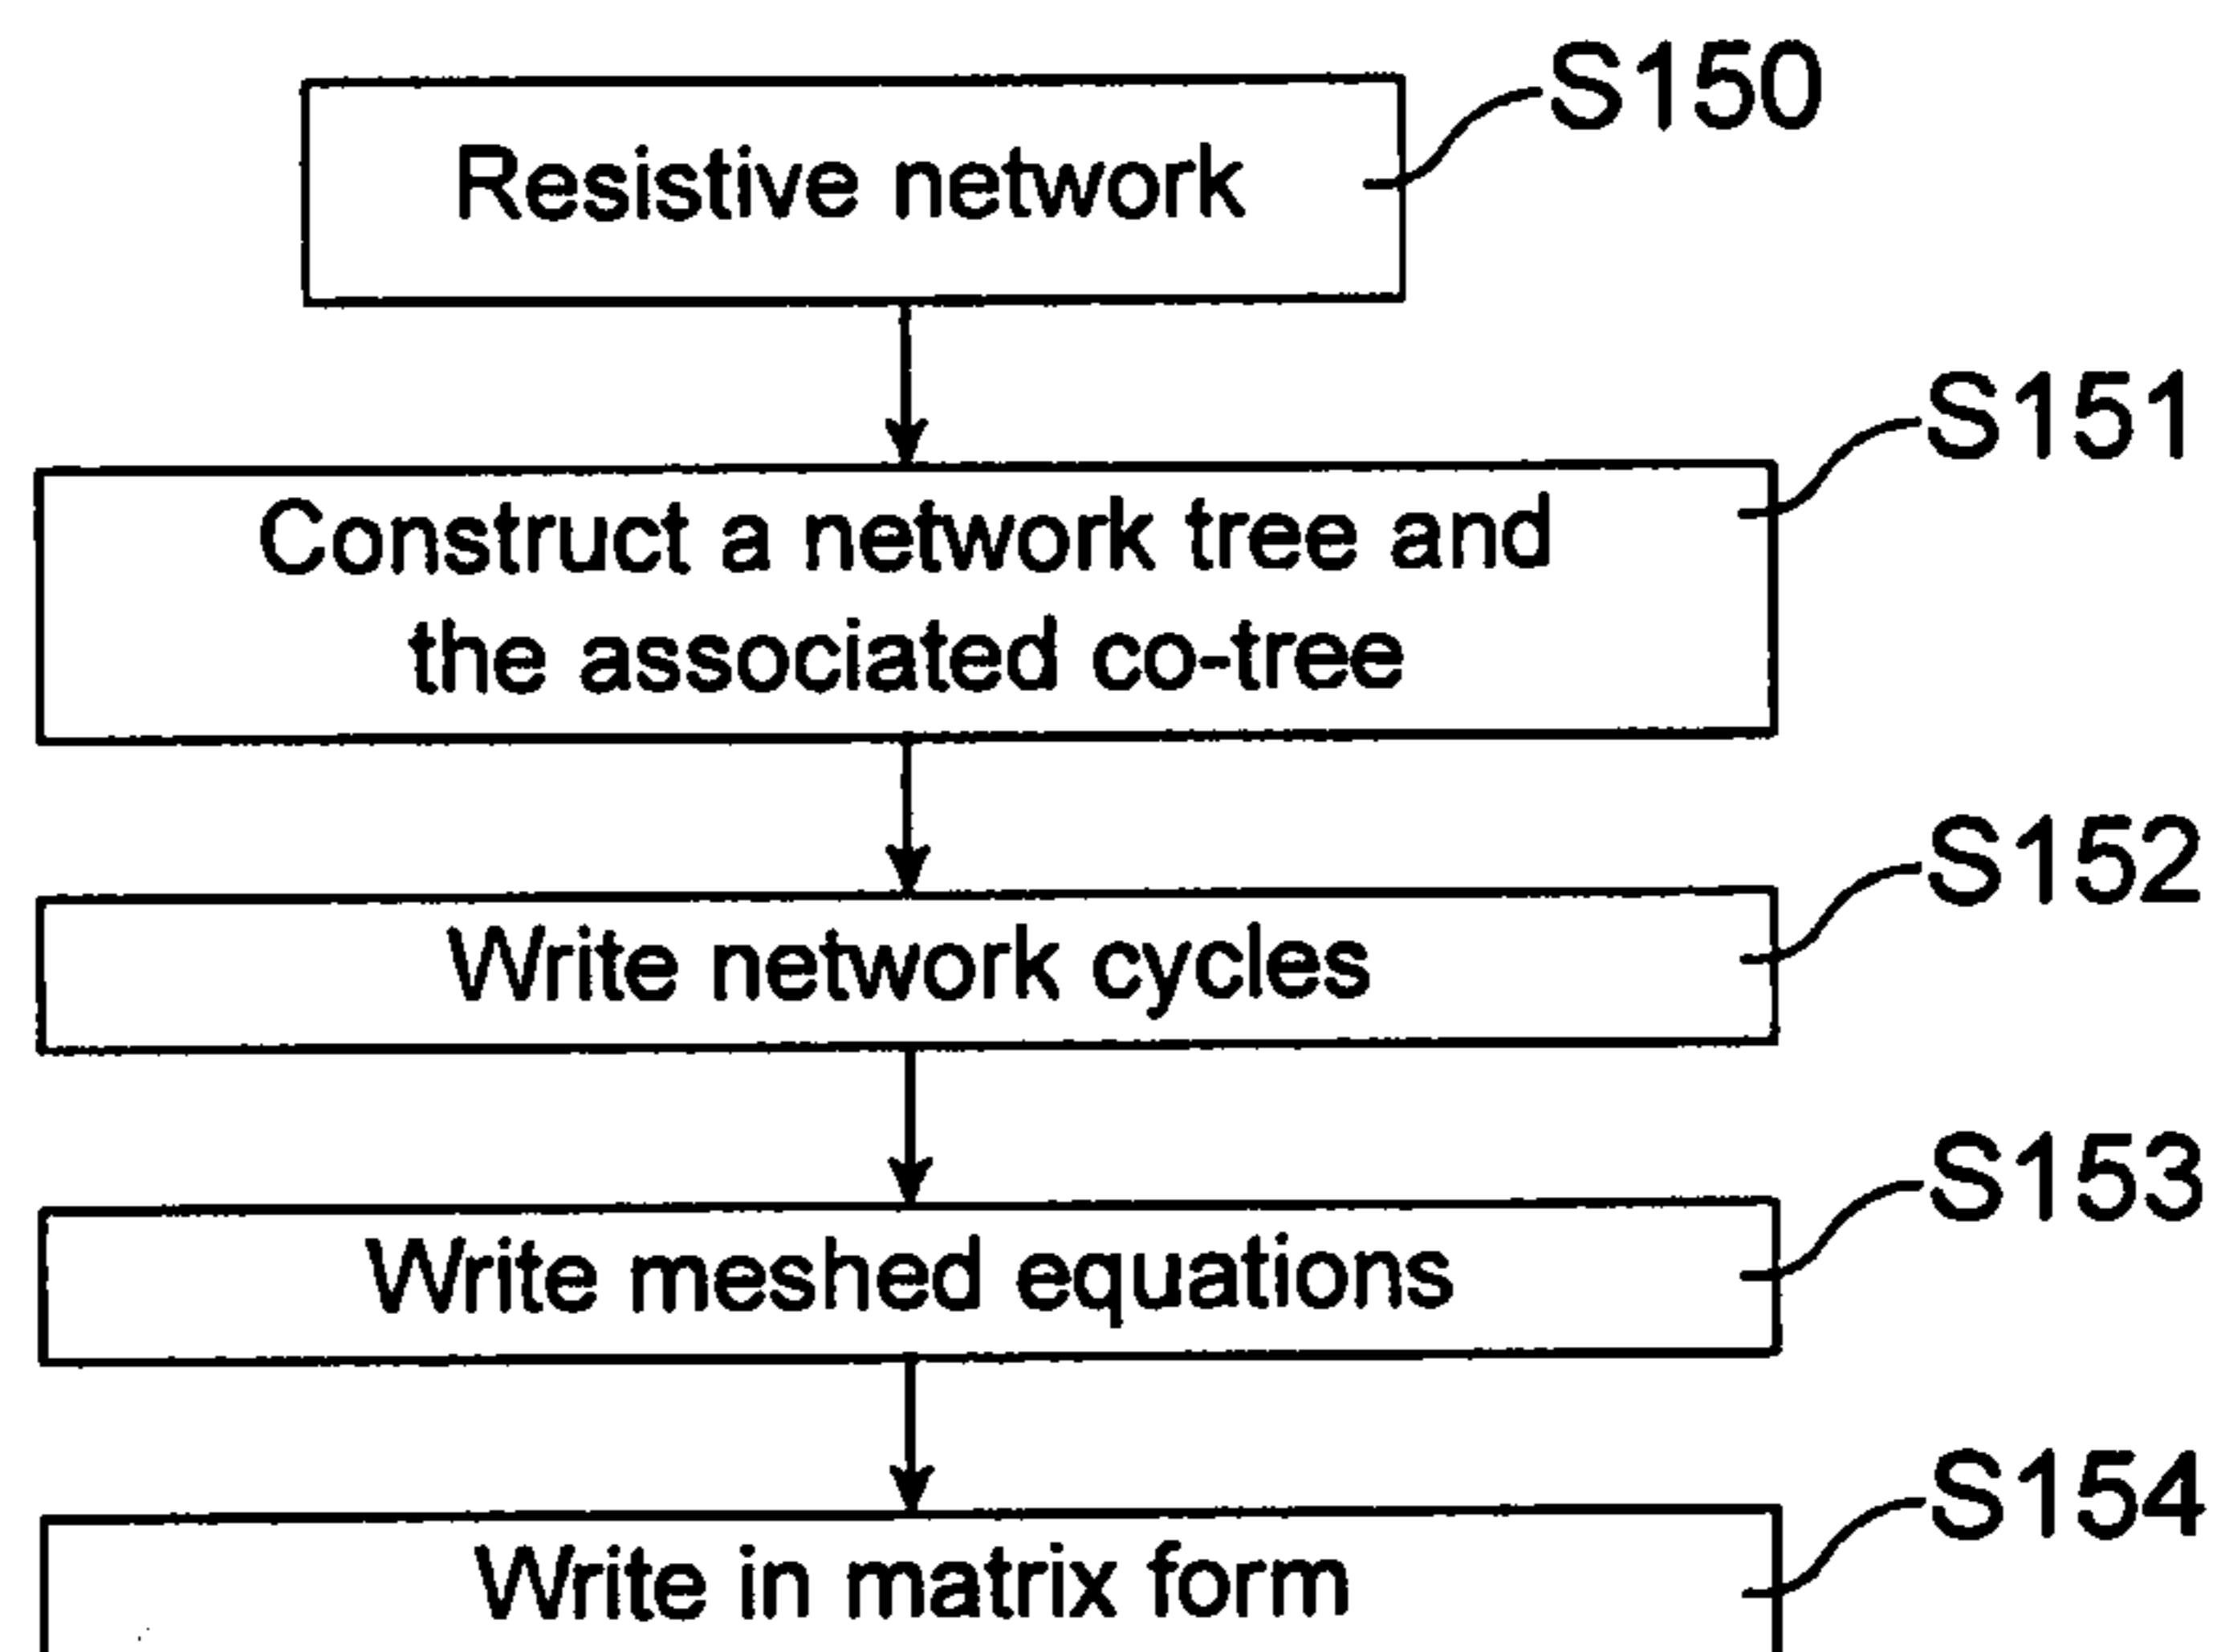 Resistive network
S150
Construct a network tree and
the associated co-tree
S151
Write network cycles
S152
Write meshed equations
S153
Write in matrix form
S154